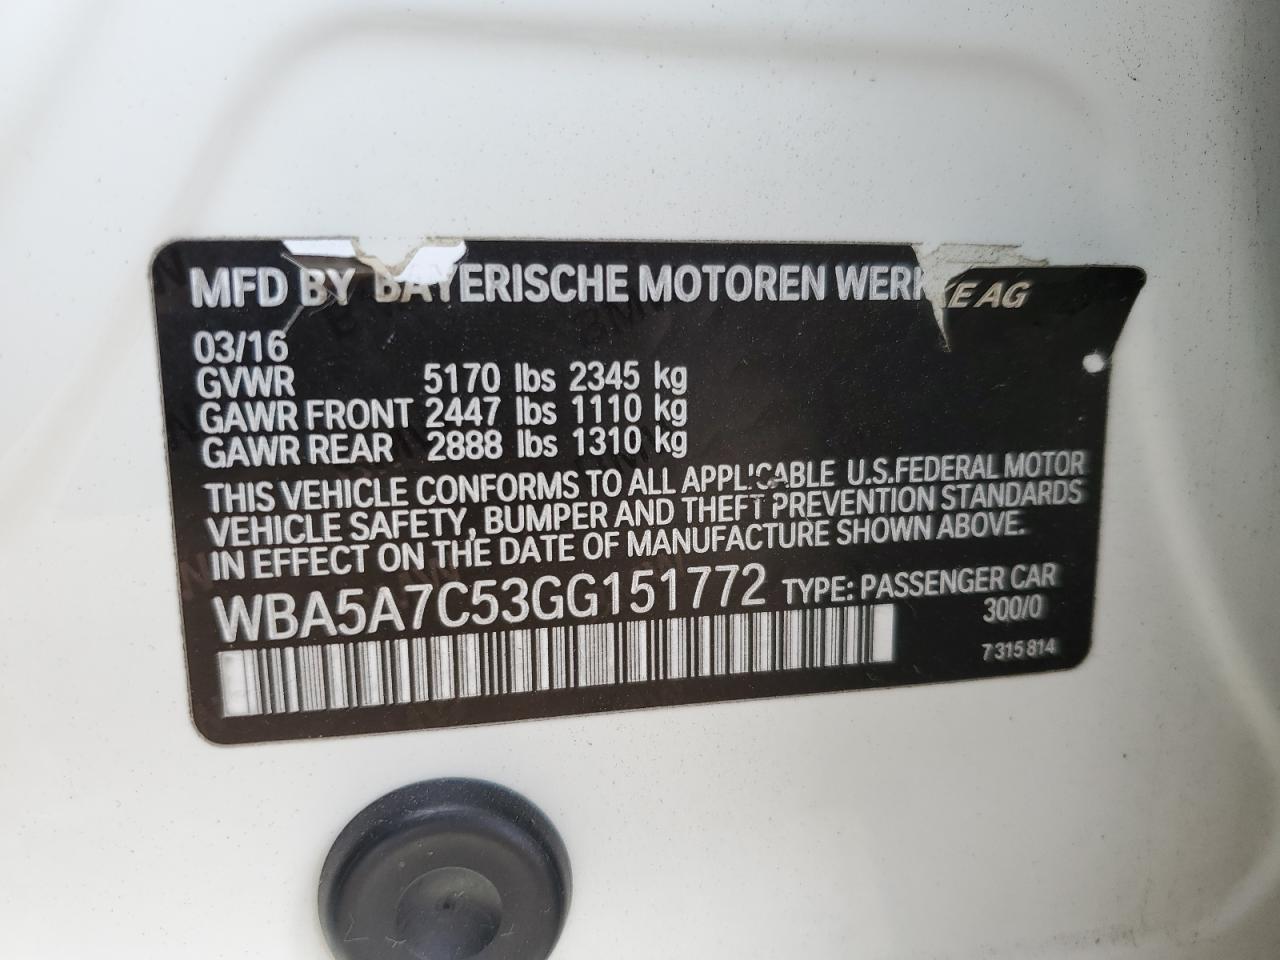 MFD BY BAYERISCHE MOTOREN WERKE AG
03/16
GVWR 5170 lbs 2345 kg
GAWR FRONT 2447 lbs 1110 kg
GAWR REAR 2888 lbs 1310 kg
THIS VEHICLE CONFORMS TO ALL APPLICABLE U.S.FEDERAL MOTOR
VEHICLE SAFETY, BUMPER AND THEFT PREVENTION STANDARDS
IN EFFECT ON THE DATE OF MANUFACTURE SHOWN ABOVE.
WBA5A7C53GG151772 TYPE: PASSENGER CAR
300/0
7 315 814